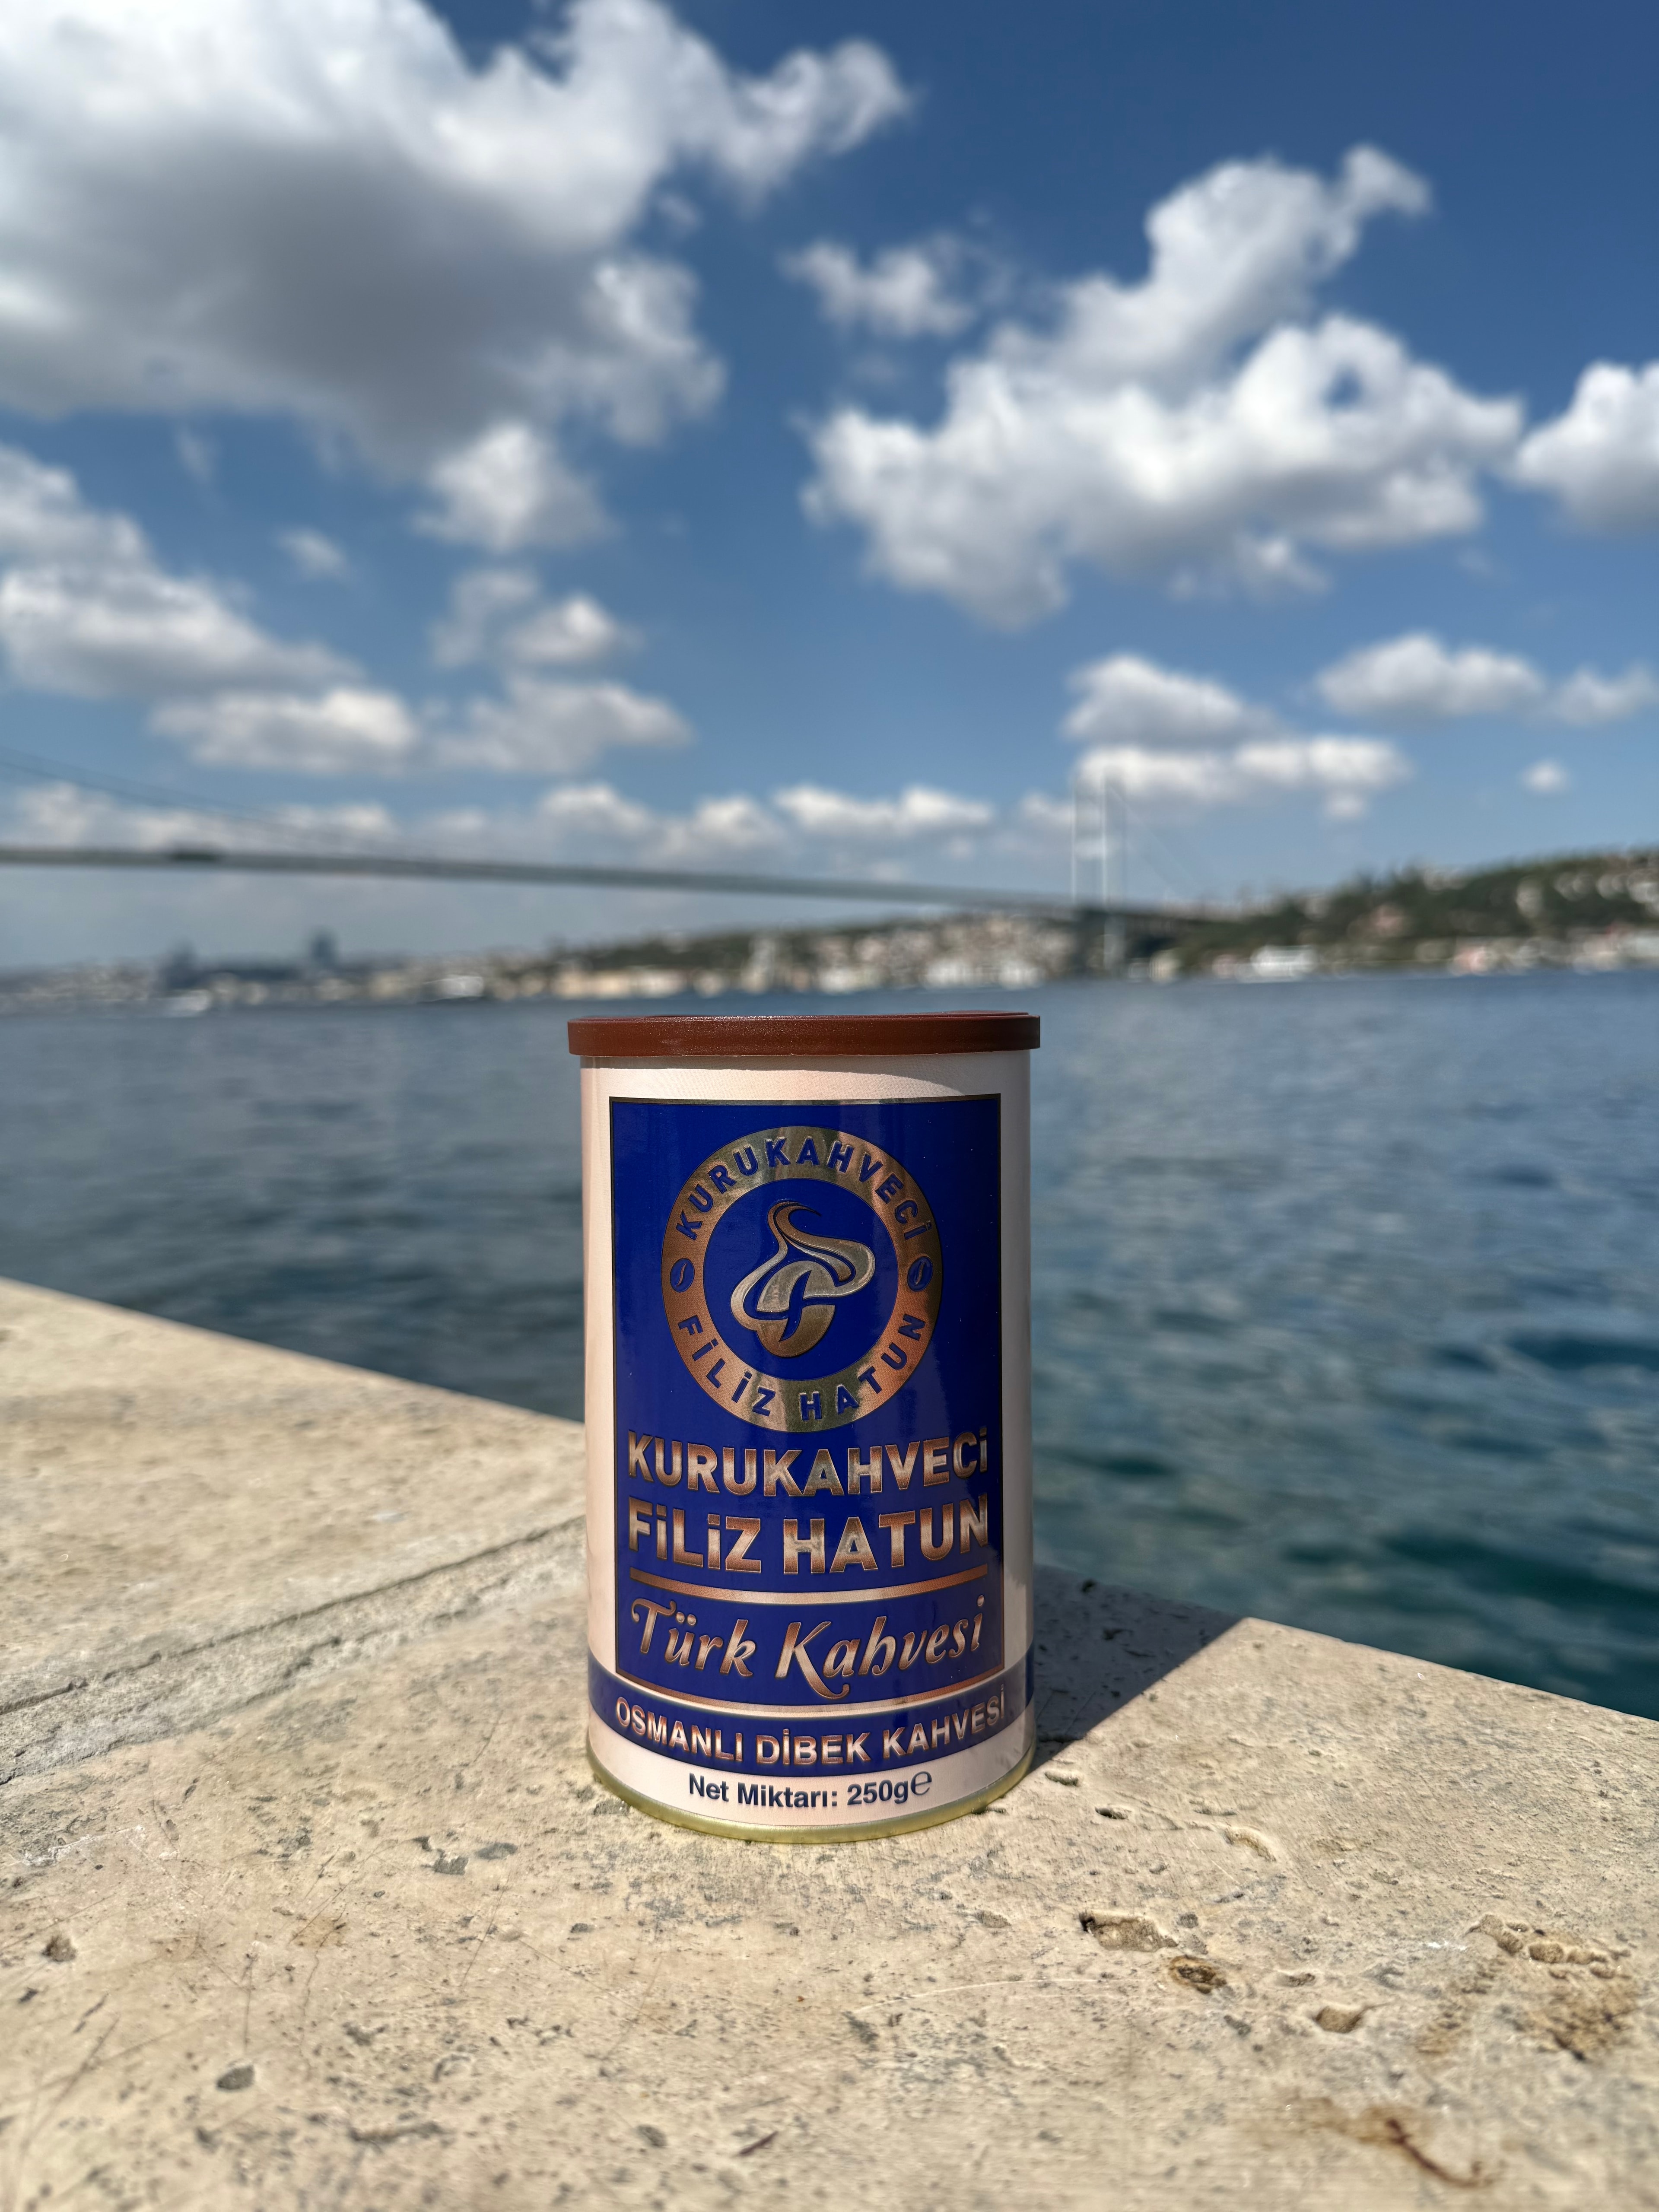 KURUKAHVECİ
FİLİZ HATUN
KURUKAHVECİ
FİLİZ HATUN
Türk Kahvesi
OSMANLI DİBEK KAHVESİ
Net Miktarı: 250g℮